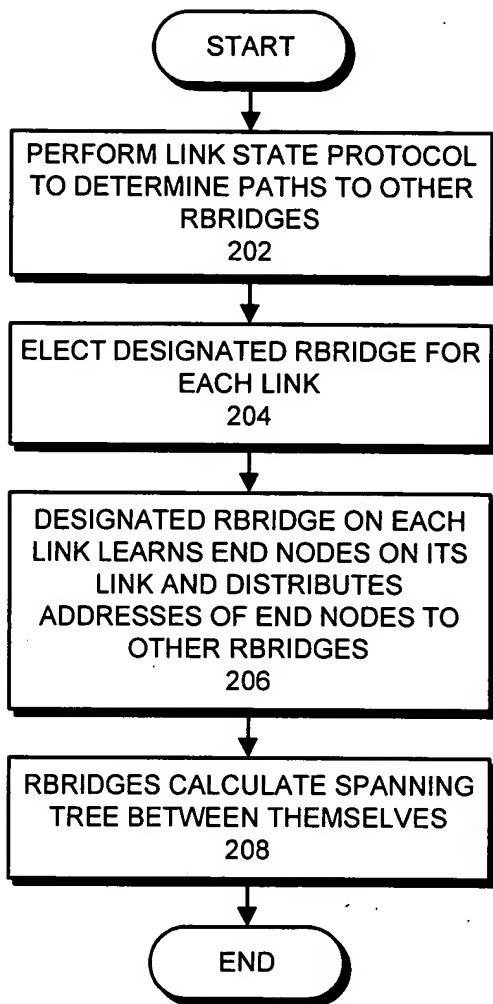 START
PERFORM LINK STATE PROTOCOL
TO DETERMINE PATHS TO OTHER
RBRIDGES
202
ELECT DESIGNATED RBRIDGE FOR
EACH LINK
204
DESIGNATED RBRIDGE ON EACH
LINK LEARNS END NODES ON ITS
LINK AND DISTRIBUTES
ADDRESSES OF END NODES TO
OTHER RBRIDGES
206
RBRIDGES CALCULATE SPANNING
TREE BETWEEN THEMSELVES
208
END